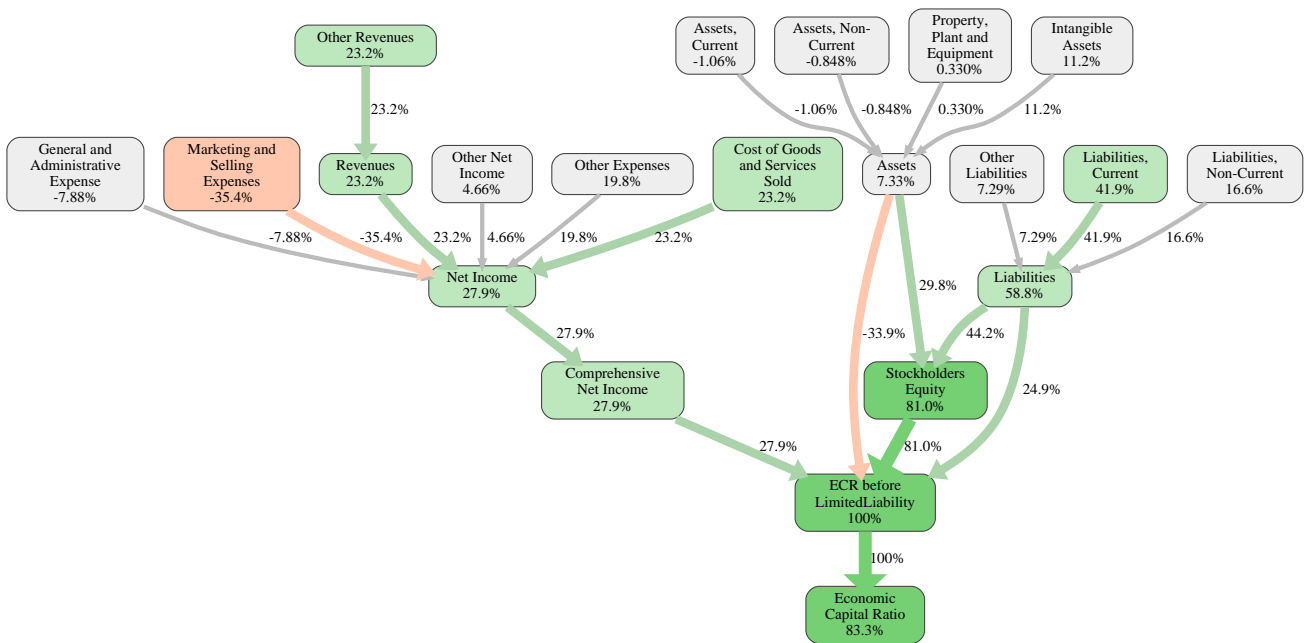 Other Revenues
23.2%
Assets,
Current
-1.06%
Assets, Non-
Current
-0.848%
Property,
Plant and
Equipment
0.330%
Intangible
Assets
11.2%
23.2%
-1.06%
-0.848%
0.330%
11.2%
General and
Administrative
Expense
-7.88%
Marketing and
Selling
Expenses
-35.4%
Revenues
23.2%
Other Net
Income
4.66%
Other Expenses
19.8%
Cost of Goods
and Services
Sold
23.2%
Assets
7.33%
Other
Liabilities
7.29%
Liabilities,
Current
41.9%
Liabilities,
Non-Current
16.6%
-7.88%
-35.4%
23.2%
4.66%
19.8%
23.2%
7.29%
41.9%
16.6%
Net Income
27.9%
Liabilities
58.8%
29.8%
27.9%
-33.9%
44.2%
Comprehensive
Net Income
27.9%
Stockholders
Equity
81.0%
24.9%
27.9%
81.0%
ECR before
LimitedLiability
100%
100%
Economic
Capital Ratio
83.3%